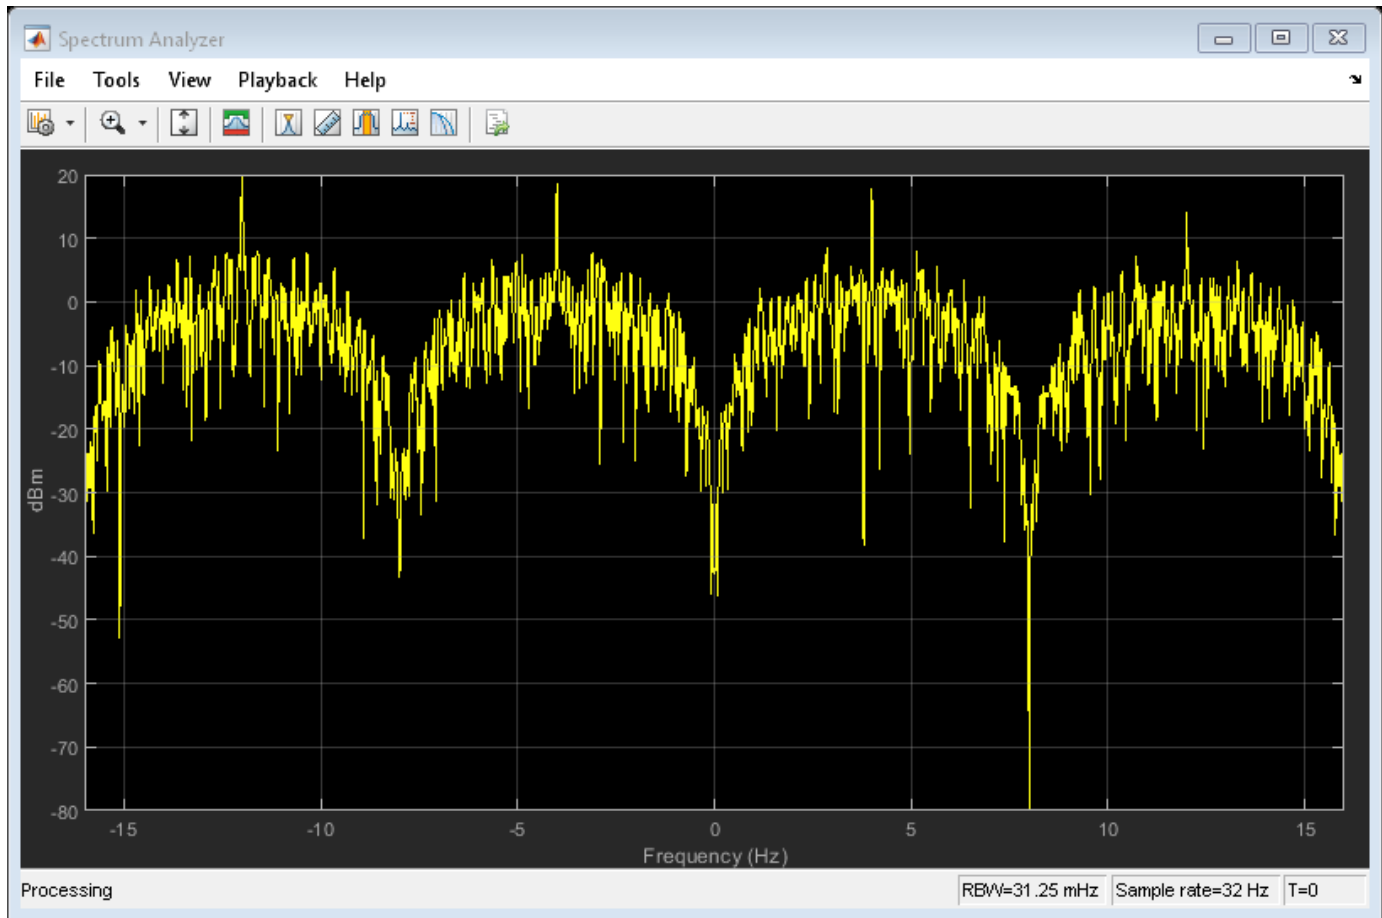 Spectrum Analyzer
File Tools View Playback Help
20
10
0
-10
-20
-30
-40
-50
-60
-70
-80
dBm
-15 -10 -5 0 5 10 15
Frequency (Hz)
Processing RBW=31.25 mHz Sample rate=32 Hz T=0